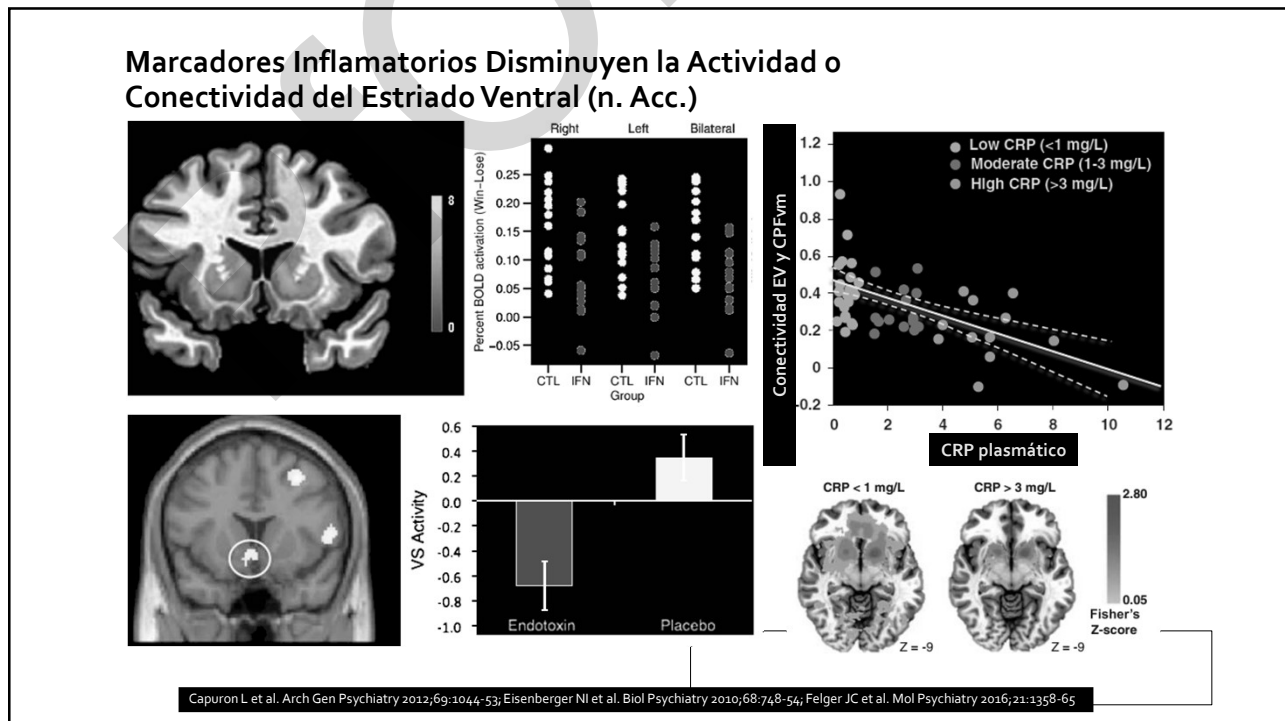 Marcadores Inflamatorios Disminuyen la Actividad o
Conectividad del Estriado Ventral (n. Acc.)
8
0
Right Left Bilateral
Percent BOLD activation (Win–Lose)
0.25
0.20
0.15
0.10
0.05
0.00
−0.05
CTL IFN CTL IFN CTL IFN
Group
Conectividad EV y CPFvm
1.2
1.0
0.8
0.6
0.4
0.2
0
-0.2
Low CRP (<1 mg/L)
Moderate CRP (1-3 mg/L)
High CRP (>3 mg/L)
0 2 4 6 8 10 12
CRP plasmático
VS Activity
0.6
0.4
0.2
0.0
-0.2
-0.4
-0.6
-0.8
-1.0
Endotoxin Placebo
CRP < 1 mg/L CRP > 3 mg/L
2.80
0.05
Fisher's
Z-score
Z = -9 Z = -9
Capuron L et al. Arch Gen Psychiatry 2012;69:1044-53; Eisenberger NI et al. Biol Psychiatry 2010;68:748-54; Felger JC et al. Mol Psychiatry 2016;21:1358-65